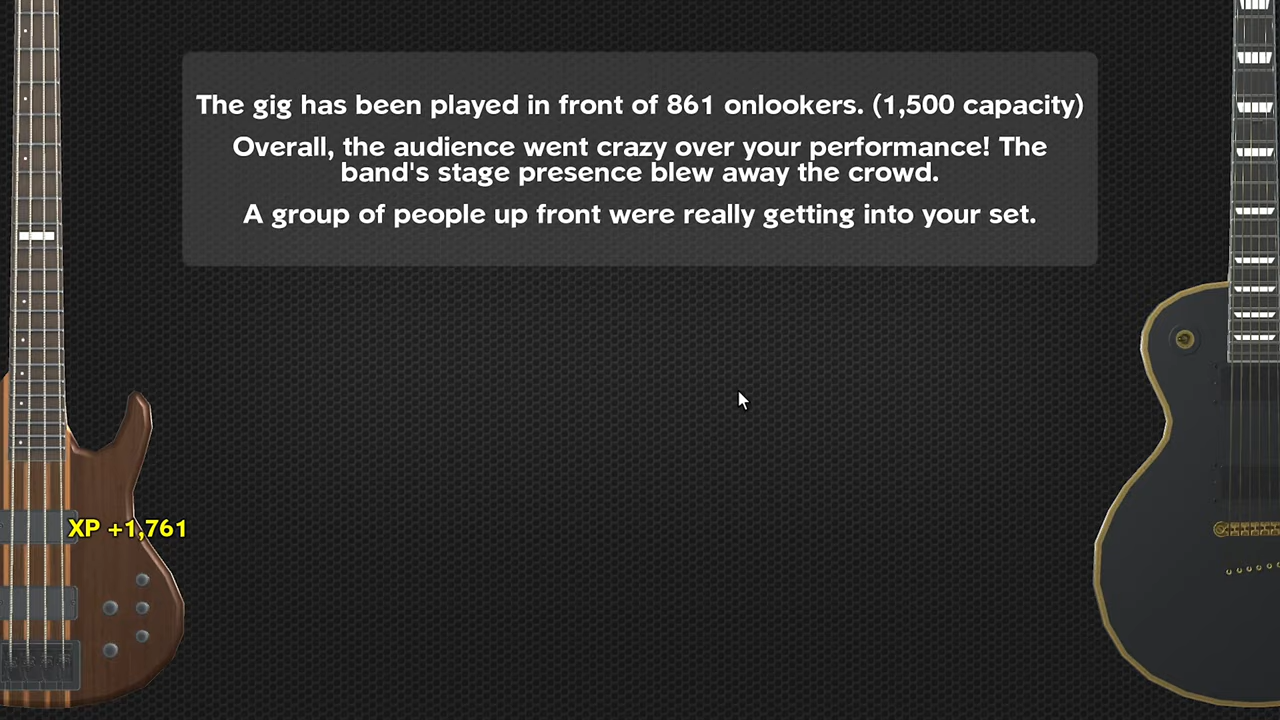 The gig has been played in front of 861 onlookers. (1,500 capacity)
Overall, the audience went crazy over your performance! The
band's stage presence blew away the crowd.
A group of people up front were really getting into your set.
XP +1,761